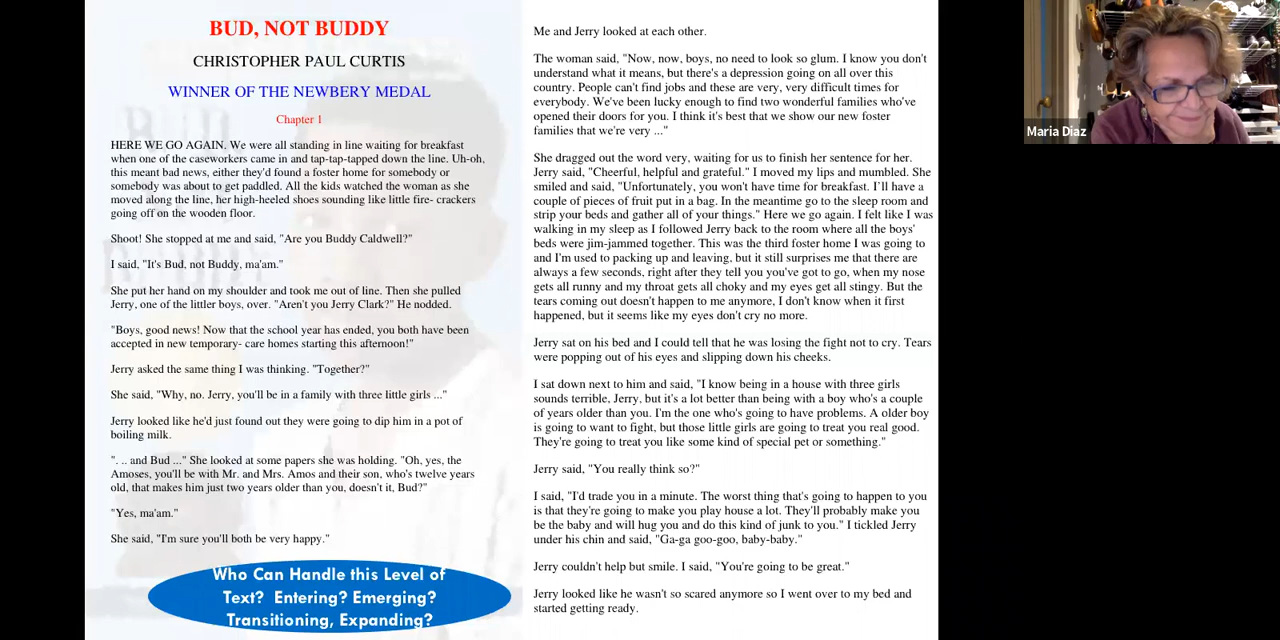 BUD, NOT BUDDY
CHRISTOPHER PAUL CURTIS
WINNER OF THE NEWBERY MEDAL
Chapter 1
HERE WE GO AGAIN. We were all standing in line waiting for breakfast
when one of the caseworkers came in and tap-tap-tapped down the line. Uh-oh,
this meant bad news, either they'd found a foster home for somebody or
somebody was about to get paddled. All the kids watched the woman as she
moved along the line, her high-heeled shoes sounding like little fire- crackers
going off on the wooden floor.
Shoot! She stopped at me and said, "Are you Buddy Caldwell?"
I said, "It's Bud, not Buddy, ma'am."
She put her hand on my shoulder and took me out of line. Then she pulled
Jerry, one of the littler boys, over. "Aren't you Jerry Clark?" He nodded.
"Boys, good news! Now that the school year has ended, you both have been
accepted in new temporary- care homes starting this afternoon!"
Jerry asked the same thing I was thinking. "Together?"
She said, "Why, no. Jerry, you'll be in a family with three little girls ..."
Jerry looked like he'd just found out they were going to dip him in a pot of
boiling milk.
". .. and Bud ..." She looked at some papers she was holding. "Oh, yes, the
Amoses, you'll be with Mr. and Mrs. Amos and their son, who's twelve years
old, that makes him just two years older than you, doesn't it, Bud?"
"Yes, ma'am."
She said, "I'm sure you'll both be very happy."
Who Can Handle this Level of
Text? Entering? Emerging?
Transitioning, Expanding?
Me and Jerry looked at each other.
The woman said, "Now, now, boys, no need to look so glum. I know you don't
understand what it means, but there's a depression going on all over this
country. People can't find jobs and these are very, very difficult times for
everybody. We've been lucky enough to find two wonderful families who've
opened their doors for you. I think it's best that we show our new foster
families that we're very ..."
She dragged out the word very, waiting for us to finish her sentence for her.
Jerry said, "Cheerful, helpful and grateful." I moved my lips and mumbled. She
smiled and said, "Unfortunately, you won't have time for breakfast. I'll have a
couple of pieces of fruit put in a bag. In the meantime go to the sleep room and
strip your beds and gather all of your things." Here we go again. I felt like I was
walking in my sleep as I followed Jerry back to the room where all the boys'
beds were jim-jammed together. This was the third foster home I was going to
and I'm used to packing up and leaving, but it still surprises me that there are
always a few seconds, right after they tell you you've got to go, when my nose
gets all runny and my throat gets all choky and my eyes get all stingy. But the
tears coming out doesn't happen to me anymore, I don't know when it first
happened, but it seems like my eyes don't cry no more.
Jerry sat on his bed and I could tell that he was losing the fight not to cry. Tears
were popping out of his eyes and slipping down his cheeks.
I sat down next to him and said, "I know being in a house with three girls
sounds terrible, Jerry, but it's a lot better than being with a boy who's a couple
of years older than you. I'm the one who's going to have problems. A older boy
is going to want to fight, but those little girls are going to treat you real good.
They're going to treat you like some kind of special pet or something."
Jerry said, "You really think so?"
I said, "I'd trade you in a minute. The worst thing that's going to happen to you
is that they're going to make you play house a lot. They'll probably make you
be the baby and will hug you and do this kind of junk to you." I tickled Jerry
under his chin and said, "Ga-ga goo-goo, baby-baby."
Jerry couldn't help but smile. I said, "You're going to be great."
Jerry looked like he wasn't so scared anymore so I went over to my bed and
started getting ready.
Maria Diaz